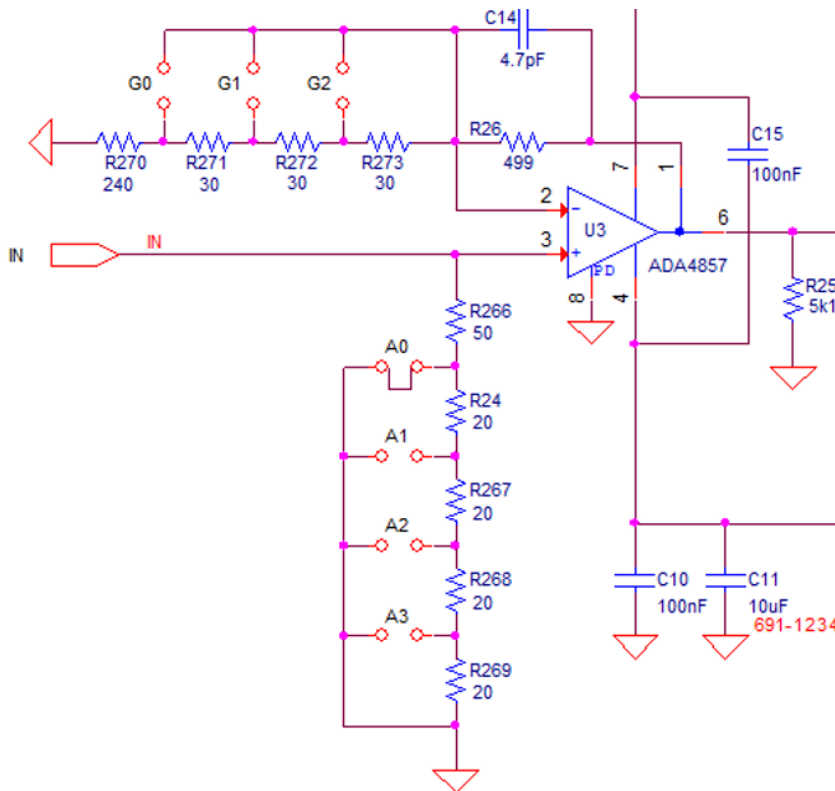 C14
4.7pF
G0
G1
G2
R270
240
R271
30
R272
30
R273
30
R26
499
C15
100nF
7
1
2
3
6
8
4
U3
PD
ADA4857
IN
IN
R25
5k1
R266
50
A0
R24
20
A1
R267
20
A2
R268
20
A3
R269
20
C10
100nF
C11
10uF
691-1234